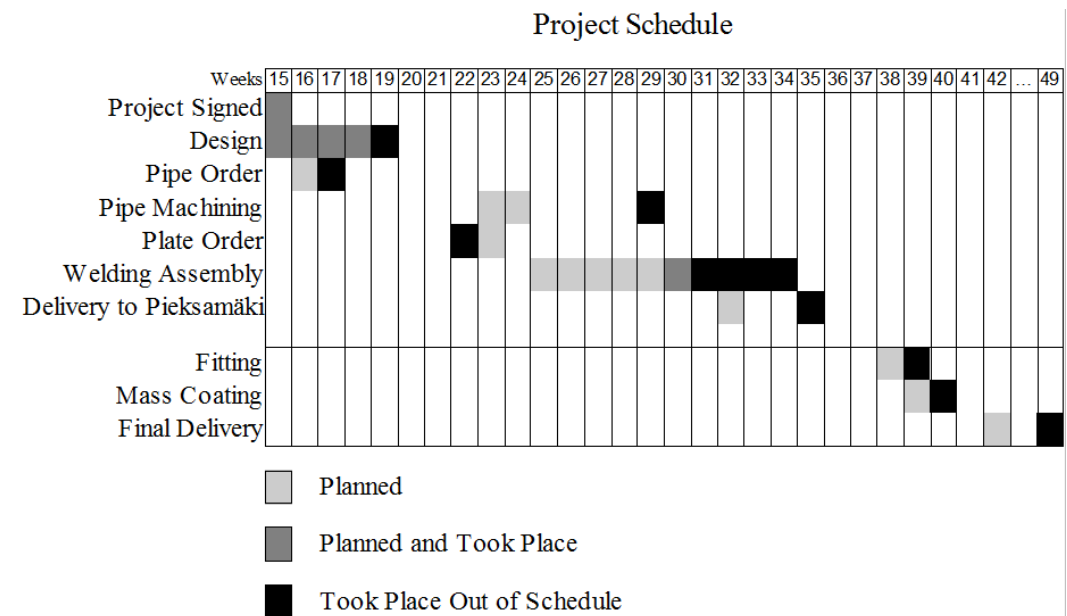 Project Schedule
Weeks 15 16 17 18 19 20 21 22 23 24 25 26 27 28 29 30 31 32 33 34 35 36 37 38 39 40 41 42 ... 49
Project Signed
Design
Pipe Order
Pipe Machining
Plate Order
Welding Assembly
Delivery to Pieksamäki
Fitting
Mass Coating
Final Delivery
Planned
Planned and Took Place
Took Place Out of Schedule